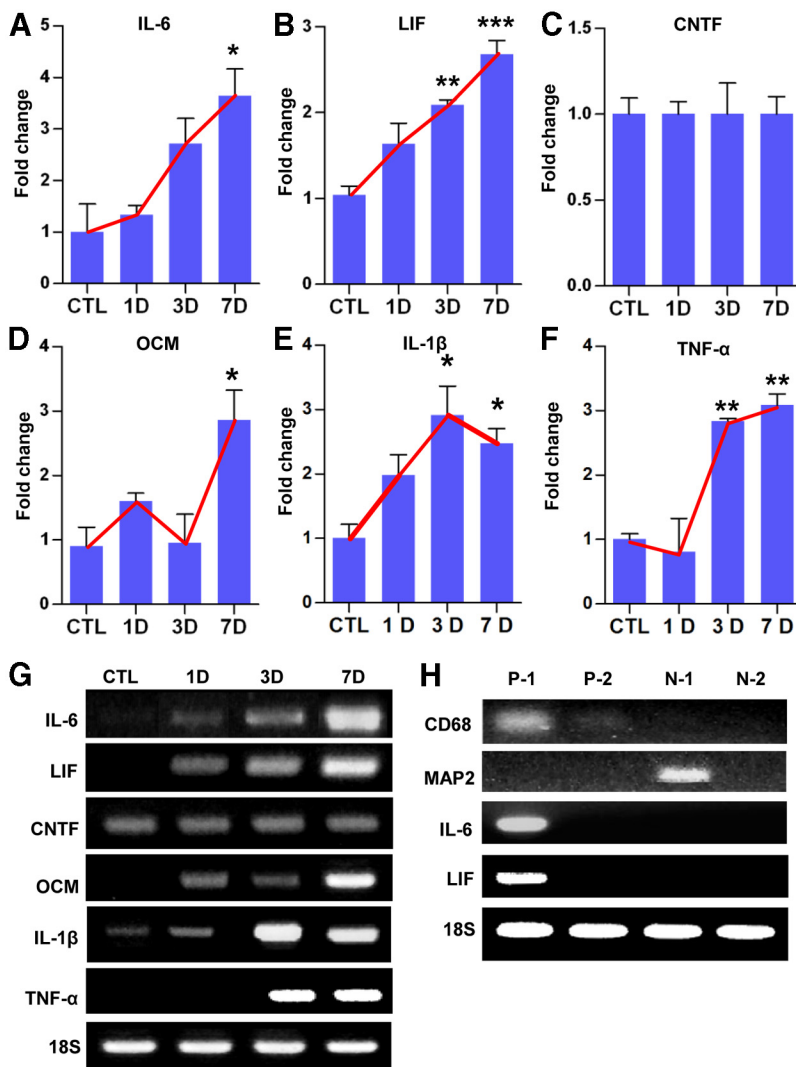 A
IL-6
*
Fold change
5
4
3
2
1
0
CTL 1D 3D 7D
B
LIF
**
***
Fold change
3
2
1
0
CTL 1D 3D 7D
C
CNTF
Fold change
1.5
1.0
0.5
0.0
CTL 1D 3D 7D
D
OCM
*
Fold change
4
3
2
1
0
CTL 1D 3D 7D
E
IL-1β
*
*
Fold change
4
3
2
1
0
CTL 1 D 3 D 7 D
F
TNF-α
**
**
Fold change
4
3
2
1
0
CTL 1 D 3 D 7 D
G
CTL 1D 3D 7D
IL-6
LIF
CNTF
OCM
IL-1β
TNF-α
18S
H
P-1 P-2 N-1 N-2
CD68
MAP2
IL-6
LIF
18S